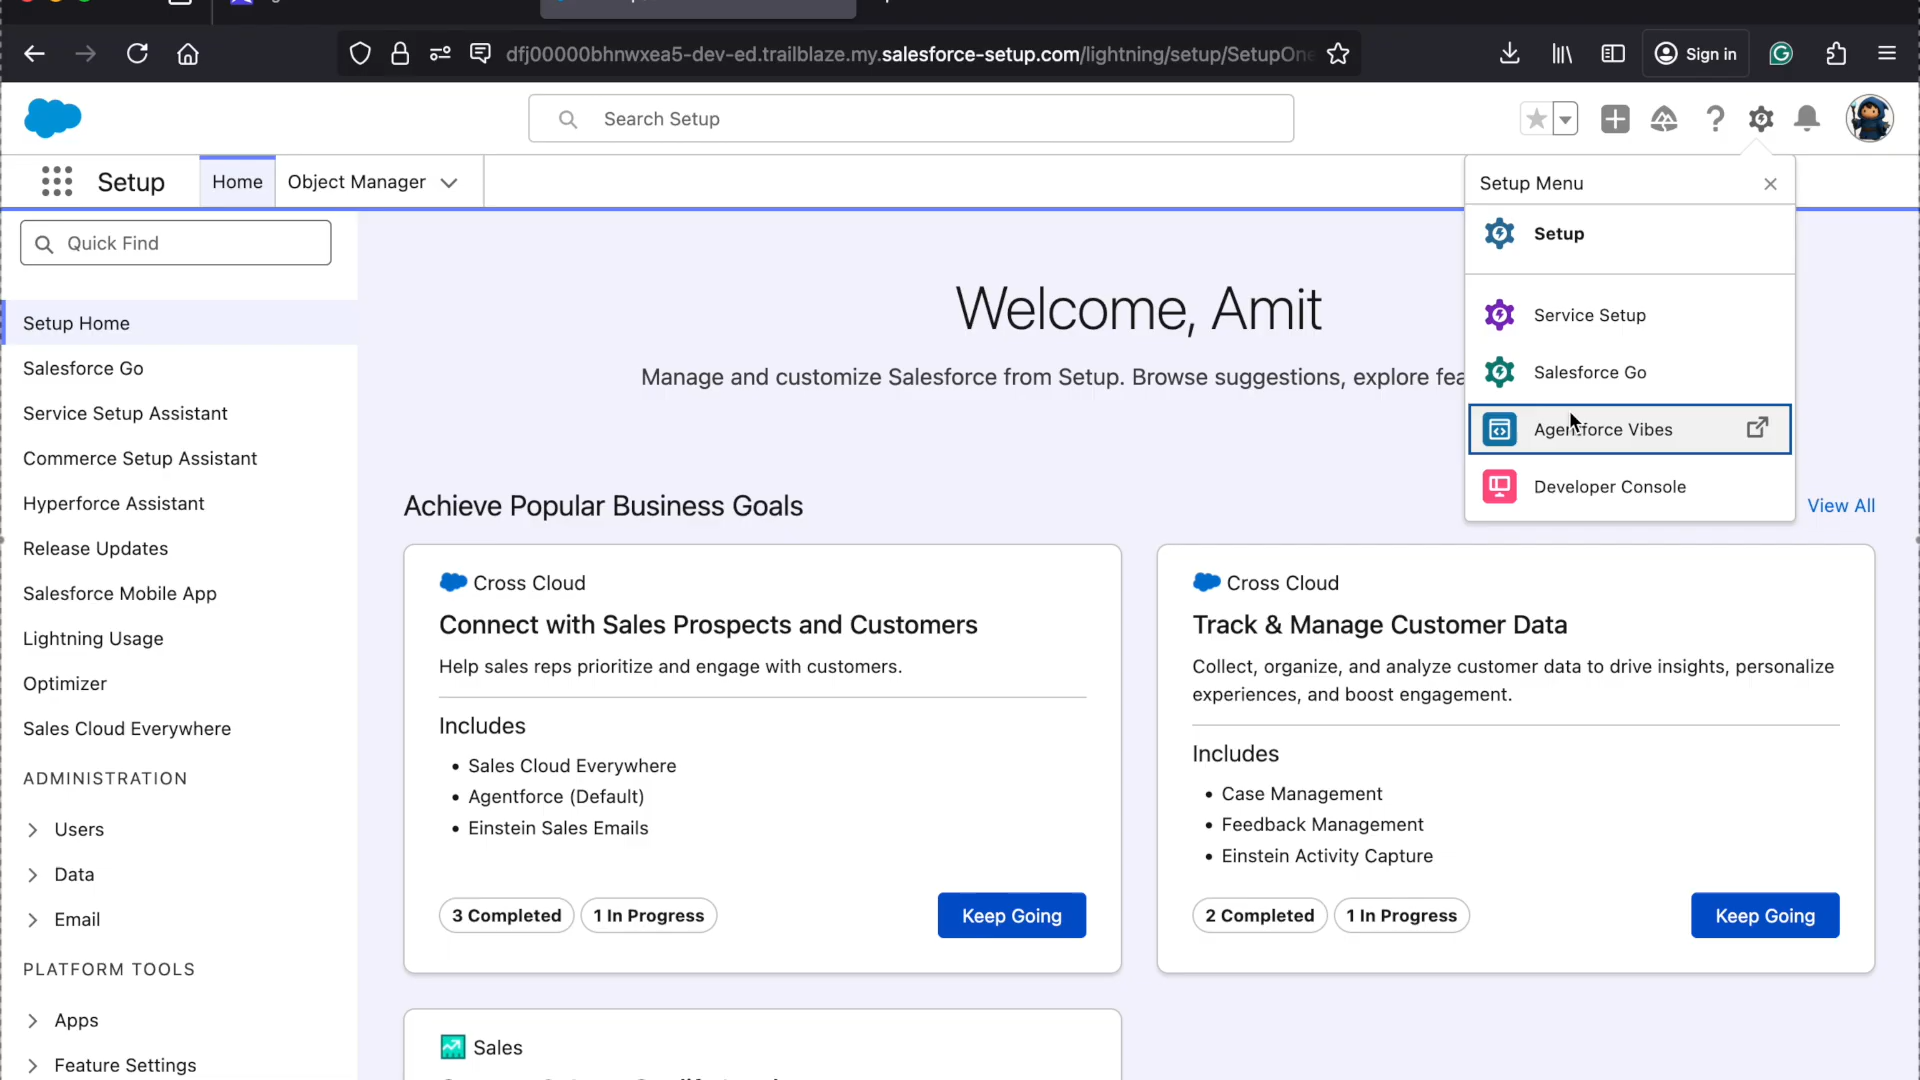 dfj00000bhnwxea5-dev-ed.trailblaze.my.salesforce-setup.com/lightning/setup/SetupOne
Sign in
Search Setup
Setup
Home
Object Manager
Setup Menu
Setup
Service Setup
Salesforce Go
Agentforce Vibes
Developer Console
Quick Find
Setup Home
Salesforce Go
Service Setup Assistant
Commerce Setup Assistant
Hyperforce Assistant
Release Updates
Salesforce Mobile App
Lightning Usage
Optimizer
Sales Cloud Everywhere
ADMINISTRATION
Users
Data
Email
PLATFORM TOOLS
Apps
Feature Settings
Welcome, Amit
Manage and customize Salesforce from Setup. Browse suggestions, explore fea
Achieve Popular Business Goals
View All
Cross Cloud
Connect with Sales Prospects and Customers
Help sales reps prioritize and engage with customers.
Includes
• Sales Cloud Everywhere
• Agentforce (Default)
• Einstein Sales Emails
3 Completed
1 In Progress
Keep Going
Cross Cloud
Track & Manage Customer Data
Collect, organize, and analyze customer data to drive insights, personalize
experiences, and boost engagement.
Includes
• Case Management
• Feedback Management
• Einstein Activity Capture
2 Completed
1 In Progress
Keep Going
Sales